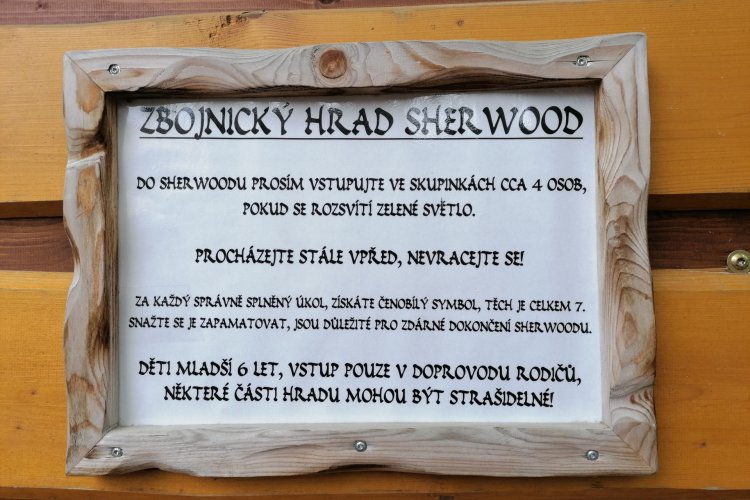 ZBOJNICKÝ HRAD SHERWOOD
DO SHERWOODU PROSÍM VSTUPUJTE VE SKUPINKÁCH CCA 4 OSOB,
POKUD SE ROZSVÍTÍ ZELENÉ SVĚTLO.
PROCHÁZEJTE STÁLE VPŘED, NEVRACEJTE SE!
ZA KAŽDÝ SPRÁVNĚ SPLNĚNÝ ÚKOL, ZÍSKÁTE ČENOBÍLÝ SYMBOL, TĚCH JE CELKEM 7.
SNAŽTE SE JE ZAPAMATOVAT, JSOU DŮLEŽITÉ PRO ZDÁRNÉ DOKONČENÍ SHERWOODU.
DĚTI MLADŠÍ 6 LET, VSTUP POUZE V DOPROVODU RODIČŮ,
NĚKTERÉ ČÁSTI HRADU MOHOU BÝT STRAŠIDELNÉ!